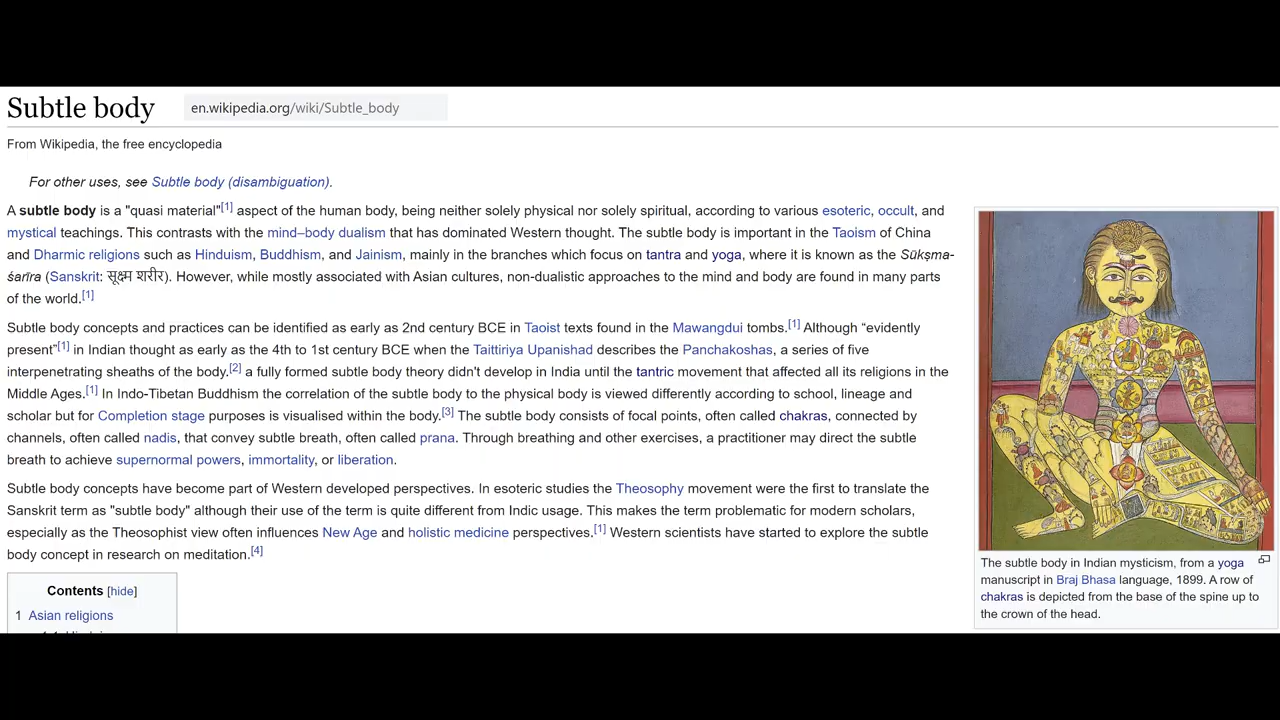 Subtle body
en.wikipedia.org/wiki/Subtle_body
From Wikipedia, the free encyclopedia
For other uses, see Subtle body (disambiguation).
A subtle body is a "quasi material"[1] aspect of the human body, being neither solely physical nor solely spiritual, according to various esoteric, occult, and
mystical teachings. This contrasts with the mind–body dualism that his dominated Western thought. The subtle body is important in the Taoism of China
and Dharmic religions such as Hinduism, Buddhism, and Jainism, mainly in the branches which focus on tantra and yoga, where it is known as the Sūkṣma-
śarīra (Sanskrit: सूक्ष्म शरीर). However, while mostly associated with Asian cultures, non-dualistic approaches to the mind and body are found in many parts
of the world.[1]
Subtle body concepts and practices can be identified as early as 2nd century BCE in Taoist texts found in the Mawangdui tombs.[1] Although “evidently
present”[1] in Indian thought as early as the 4th to 1st century BCE when the Taittiriya Upanishad describes the Panchakoshas, a series of five
interpenetrating sheaths of the body.[2] a fully formed subtle body theory didn't develop in India until the tantric movement that affected all its religions in the
Middle Ages.[1] In Indo-Tibetan Buddhism the correlation of the subtle body to the physical body is viewed differently according to school, lineage and
scholar but for Completion stage purposes is visualised within the body.[3] The subtle body consists of focal points, often called chakras, connected by
channels, often called nadis, that convey subtle breath, often called prana. Through breathing and other exercises, a practitioner may direct the subtle
breath to achieve supernormal powers, immortality, or liberation.
Subtle body concepts have become part of Western developed perspectives. In esoteric studies the Theosophy movement were the first to translate the
Sanskrit term as "subtle body" although their use of the term is quite different from Indic usage. This makes the term problematic for modern scholars,
especially as the Theosophist view often influences New Age and holistic medicine perspectives.[1] Western scientists have started to explore the subtle
body concept in research on meditation.[4]
Contents [hide]
1 Asian religions
The subtle body in Indian mysticism, from a yoga
manuscript in Braj Bhasa language, 1899. A row of
chakras is depicted from the base of the spine up to
the crown of the head.